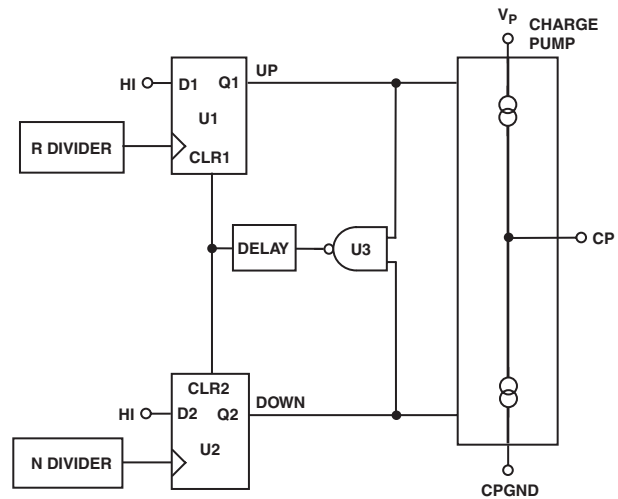 VP
CHARGE
PUMP
UP
HI
D1
Q1
U1
R DIVIDER
CLR1
DELAY
U3
CP
CLR2
DOWN
HI
D2
Q2
U2
N DIVIDER
CPGND